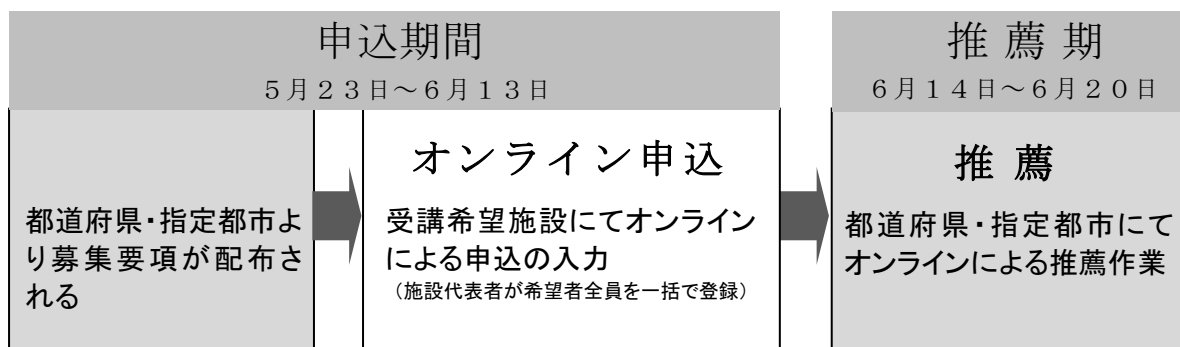 申込期間
5月23日～6月13日
推薦期
6月14日～6月20日
都道府県・指定都市よ
り募集要項が配布さ
れる
オンライン申込
受講希望施設にてオンライン
による申込の入力
（施設代表者が希望者全員を一括で登録）
推薦
都道府県・指定都市にて
オンラインによる推薦作業